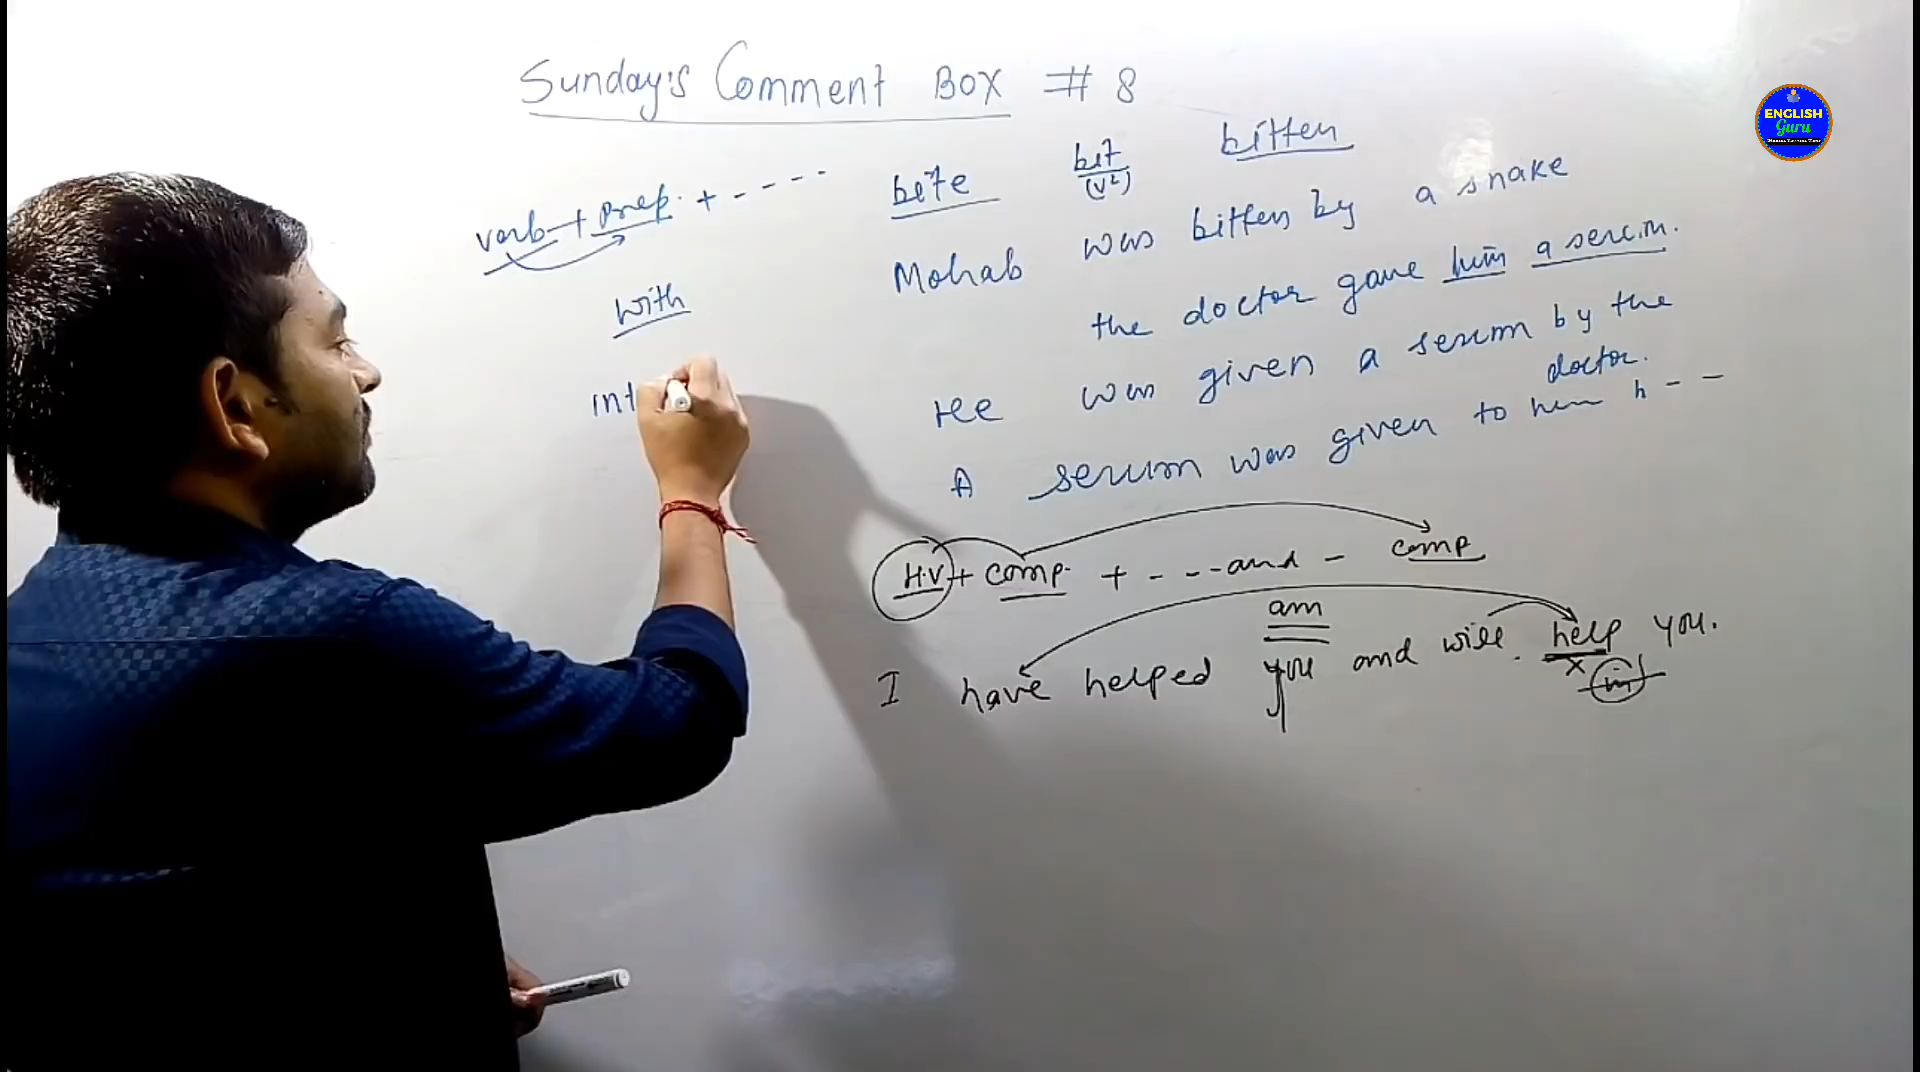 Sunday's Comment Box # 8
ENGLISH
Guru
verb + prep. + - - - -
with
int
bite bit bitten
(V²)
Mohab was bitten by a snake
the doctor gave him a serum.
He was given a serum by the
doctor.
A serum was given to him h - -
H.V + comp. + - - - and - comp
am
I have helped you and will. help you.
x